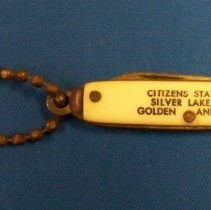 CITIZENS STA
SILVER LAKE
GOLDEN ANN